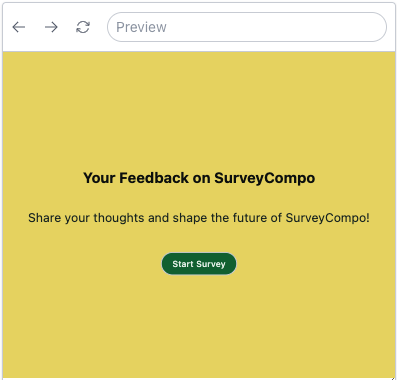 Preview
Your Feedback on SurveyCompo
Share your thoughts and shape the future of SurveyCompo!
Start Survey